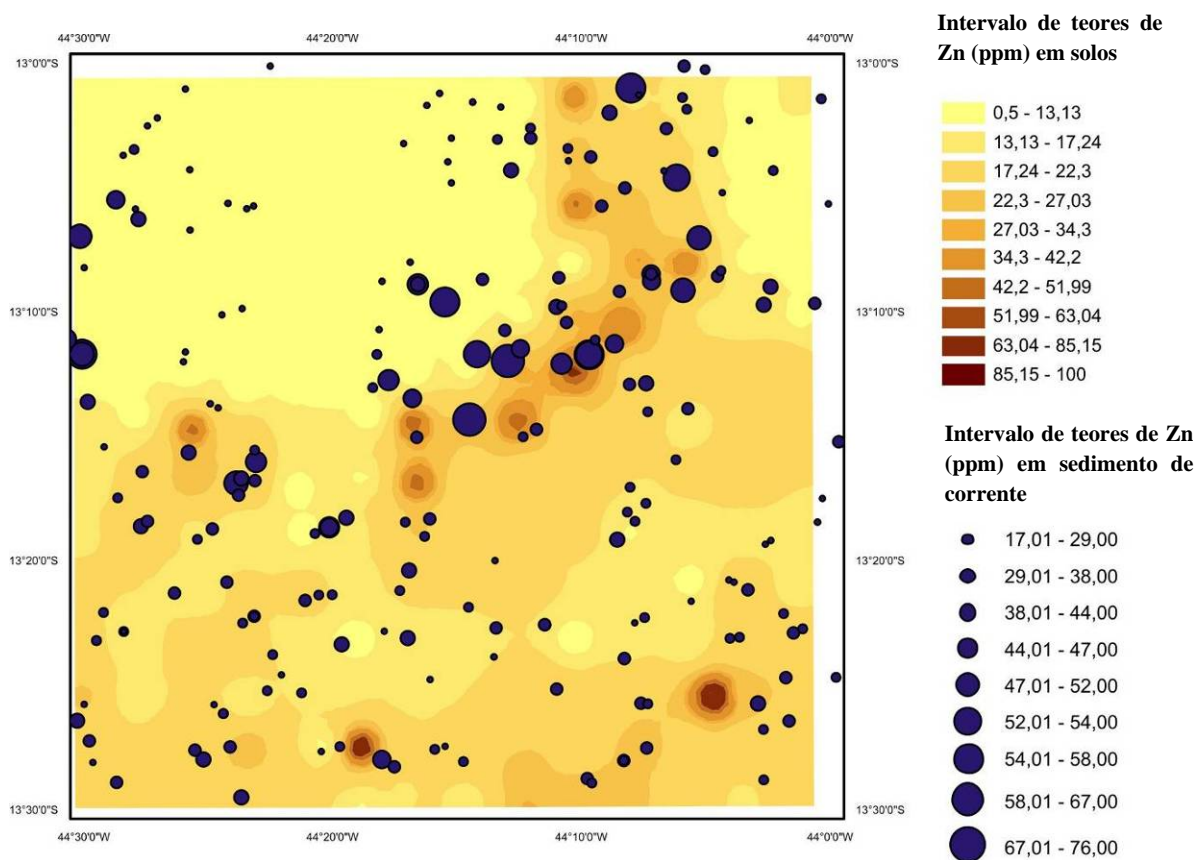 44°30'0"W 44°20'0"W 44°10'0"W 44°0'0"W
13°0'0"S 13°0'0"S
13°10'0"S 13°10'0"S
13°20'0"S 13°20'0"S
13°30'0"S 13°30'0"S
44°30'0"W 44°20'0"W 44°10'0"W 44°0'0"W
Intervalo de teores de
Zn (ppm) em solos
0,5 - 13,13
13,13 - 17,24
17,24 - 22,3
22,3 - 27,03
27,03 - 34,3
34,3 - 42,2
42,2 - 51,99
51,99 - 63,04
63,04 - 85,15
85,15 - 100
Intervalo de teores de Zn
(ppm) em sedimento de
corrente
17,01 - 29,00
29,01 - 38,00
38,01 - 44,00
44,01 - 47,00
47,01 - 52,00
52,01 - 54,00
54,01 - 58,00
58,01 - 67,00
67,01 - 76,00